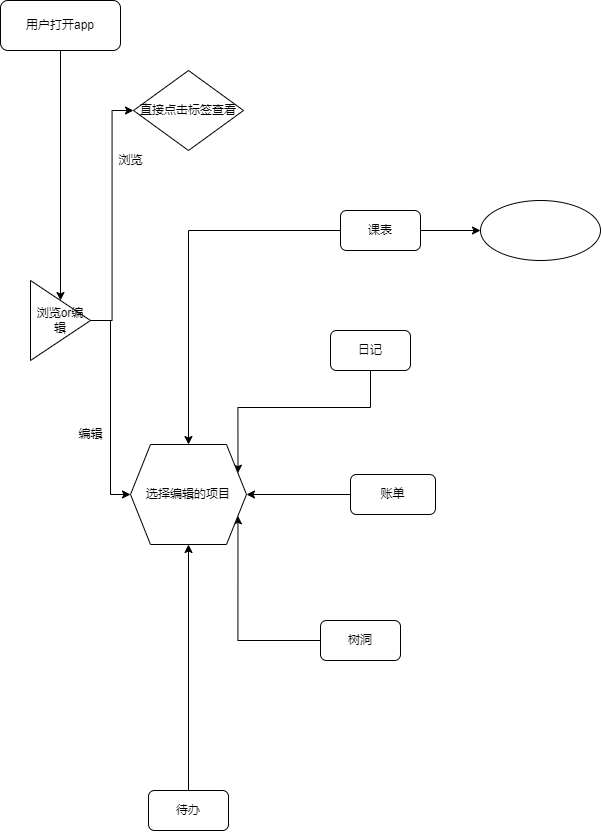 用户打开app
直接点击标签查看
浏览
课表
浏览or编
辑
日记
编辑
选择编辑的项目
账单
树洞
待办